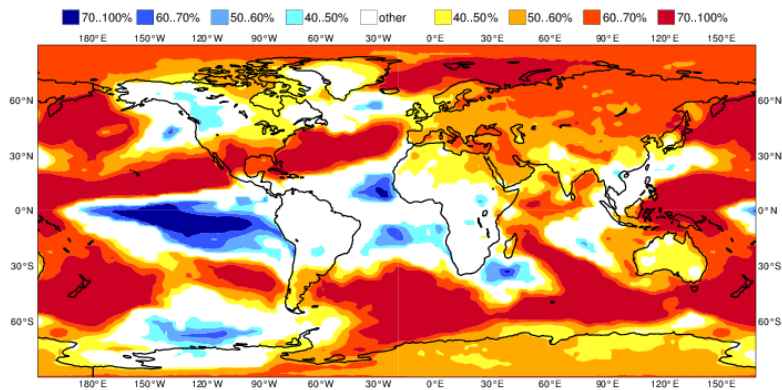 70..100% 60..70% 50..60% 40..50% other 40..50% 50..60% 60..70% 70..100%
180°E 150°W 120°W 90°W 60°W 30°W 0°E 30°E 60°E 90°E 120°E 150°E
60°N 60°N
30°N 30°N
0°N 0°N
30°S 30°S
60°S 60°S
180°E 150°W 120°W 90°W 60°W 30°W 0°E 30°E 60°E 90°E 120°E 150°E